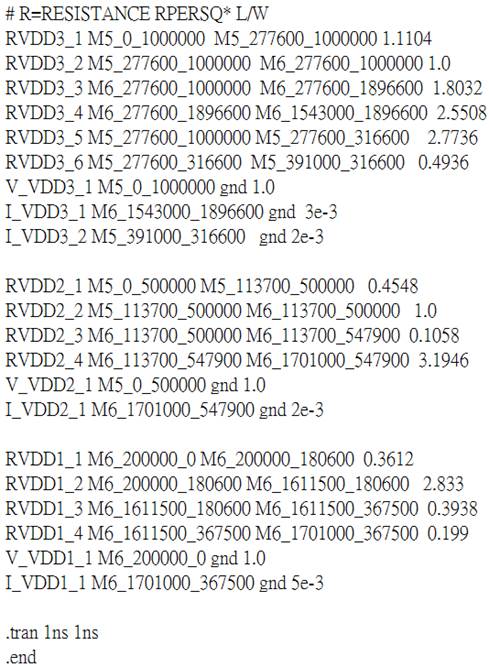 # R=RESISTANCE RPERSQ* L/W
RVDD3_1 M5_0_1000000 M5_277600_1000000 1.1104
RVDD3_2 M5_277600_1000000 M6_277600_1000000 1.0
RVDD3_3 M5_277600_1000000 M6_277600_1896600 1.8032
RVDD3_4 M6_277600_1896600 M6_1543000_1896600 2.5508
RVDD3_5 M5_277600_1000000 M5_277600_316600 2.7736
RVDD3_6 M5_277600_316600 M5_391000_316600 0.4936
V_VDD3_1 M5_0_1000000 gnd 1.0
I_VDD3_1 M6_1543000_1896600 gnd 3e-3
I_VDD3_2 M5_391000_316600 gnd 2e-3
RVDD2_1 M5_0_500000 M5_113700_500000 0.4548
RVDD2_2 M5_113700_500000 M6_113700_500000 1.0
RVDD2_3 M6_113700_500000 M6_113700_547900 0.1058
RVDD2_4 M6_113700_547900 M6_1701000_547900 3.1946
V_VDD2_1 M5_0_500000 gnd 1.0
I_VDD2_1 M6_1701000_547900 gnd 2e-3
RVDD1_1 M6_200000_0 M6_200000_180600 0.3612
RVDD1_2 M6_200000_180600 M6_1611500_180600 2.833
RVDD1_3 M6_1611500_180600 M6_1611500_367500 0.3938
RVDD1_4 M6_1611500_367500 M6_1701000_367500 0.199
V_VDD1_1 M6_200000_0 gnd 1.0
I_VDD1_1 M6_1701000_367500 gnd 5e-3
.tran 1ns 1ns
.end